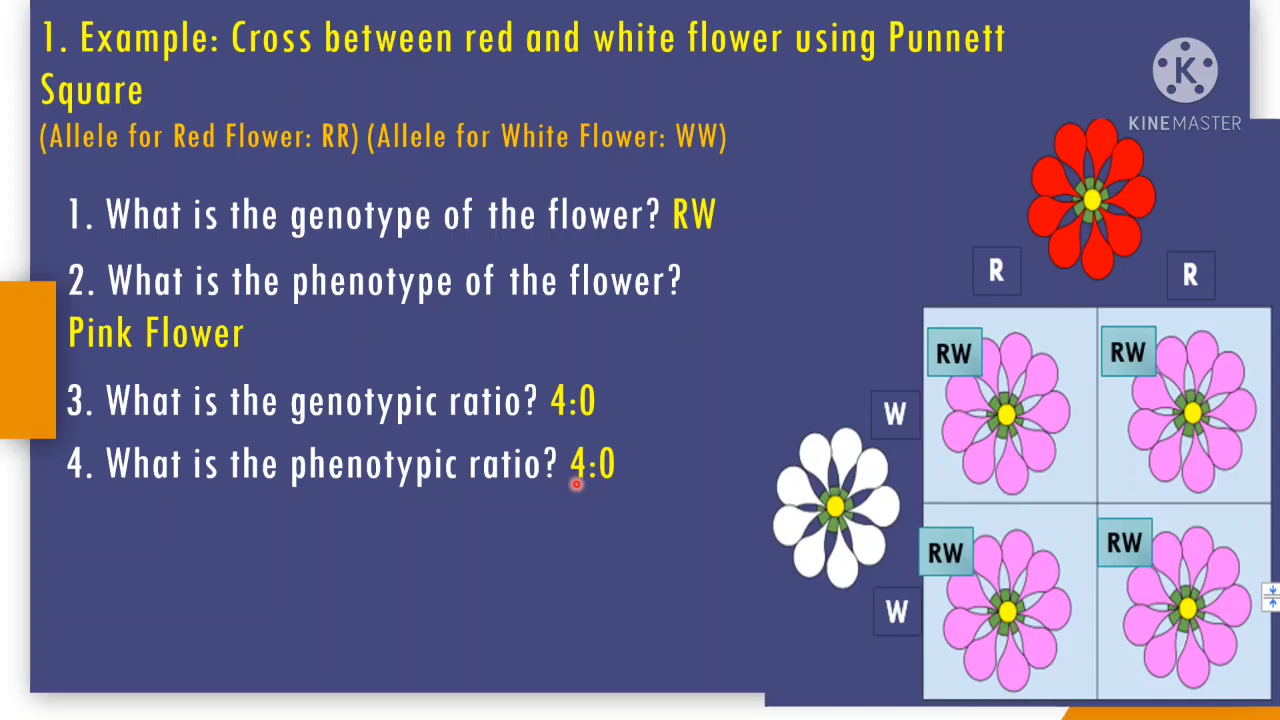 1. Example: Cross between red and white flower using Punnett
Square
(Allele for Red Flower: RR) (Allele for White Flower: WW)
K
KINEMASTER
1. What is the genotype of the flower? RW
2. What is the phenotype of the flower?
Pink Flower
3. What is the genotypic ratio? 4:0
4. What is the phenotypic ratio? 4:0
R
R
RW
RW
W
RW
RW
W